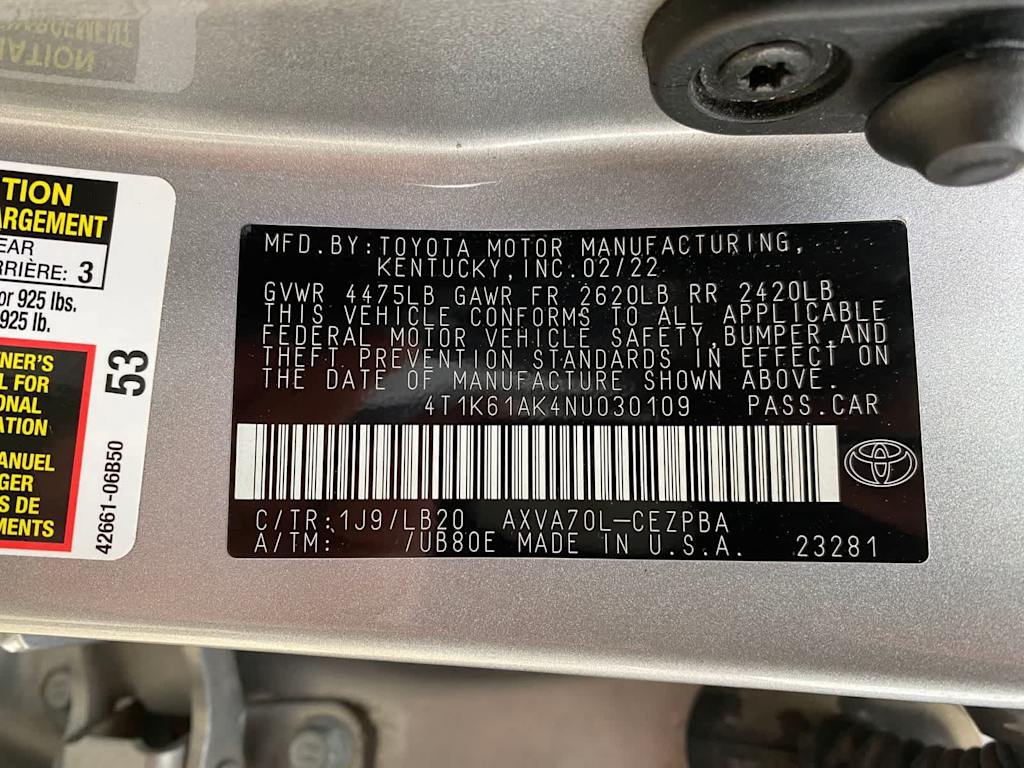 TION
ARGEMENT
EAR
RRIÈRE: 3
or 925 lbs.
925 lb.
NER'S
L FOR
ONAL
ATION
ANUEL
GER
S DE
MENTS
53
42661-06B50
MFD.BY:TOYOTA MOTOR MANUFACTURING,
KENTUCKY,INC.02/22
GVWR 4475LB GAWR FR 2620LB RR 2420LB
THIS VEHICLE CONFORMS TO ALL APPLICABLE
FEDERAL MOTOR VEHICLE SAFETY,BUMPER,AND
THEFT PREVENTION STANDARDS IN EFFECT ON
THE DATE OF MANUFACTURE SHOWN ABOVE.
4T1K61AK4NU030109 PASS.CAR
C/TR:1J9/LB20 AXVA70L-CEZPBA
A/TM: /UB80E MADE IN U.S.A. 23281